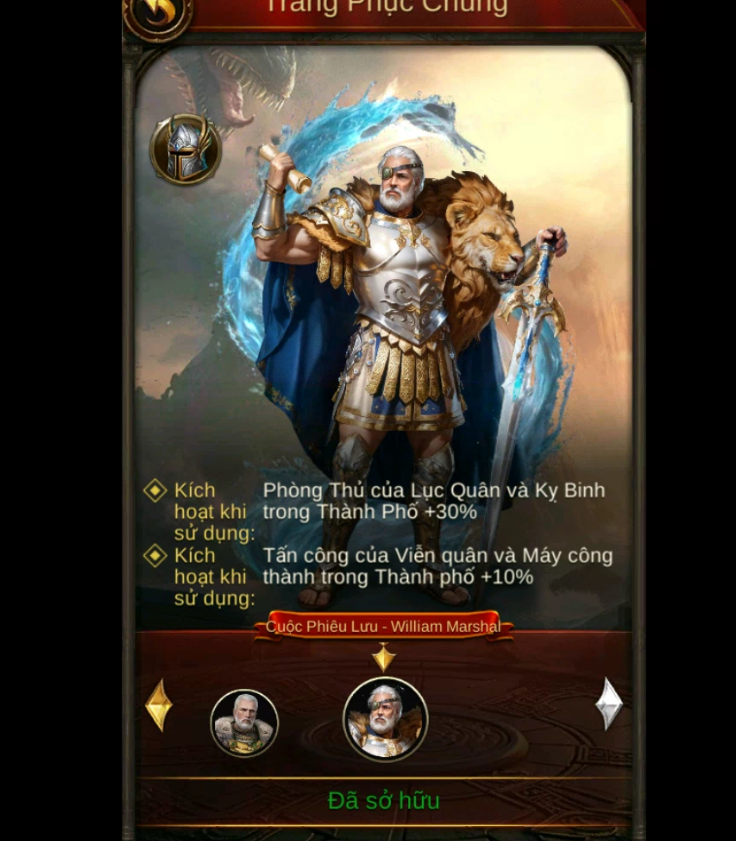 Trang Phục Chung
Kích hoạt khi sử dụng: Phòng Thủ của Lục Quân và Kỵ Binh
trong Thành Phố +30%
Kích hoạt khi sử dụng: Tấn công của Viễn quân và Máy công
thành trong Thành phố +10%
Cuộc Phiêu Lưu - William Marshal
Đã sở hữu